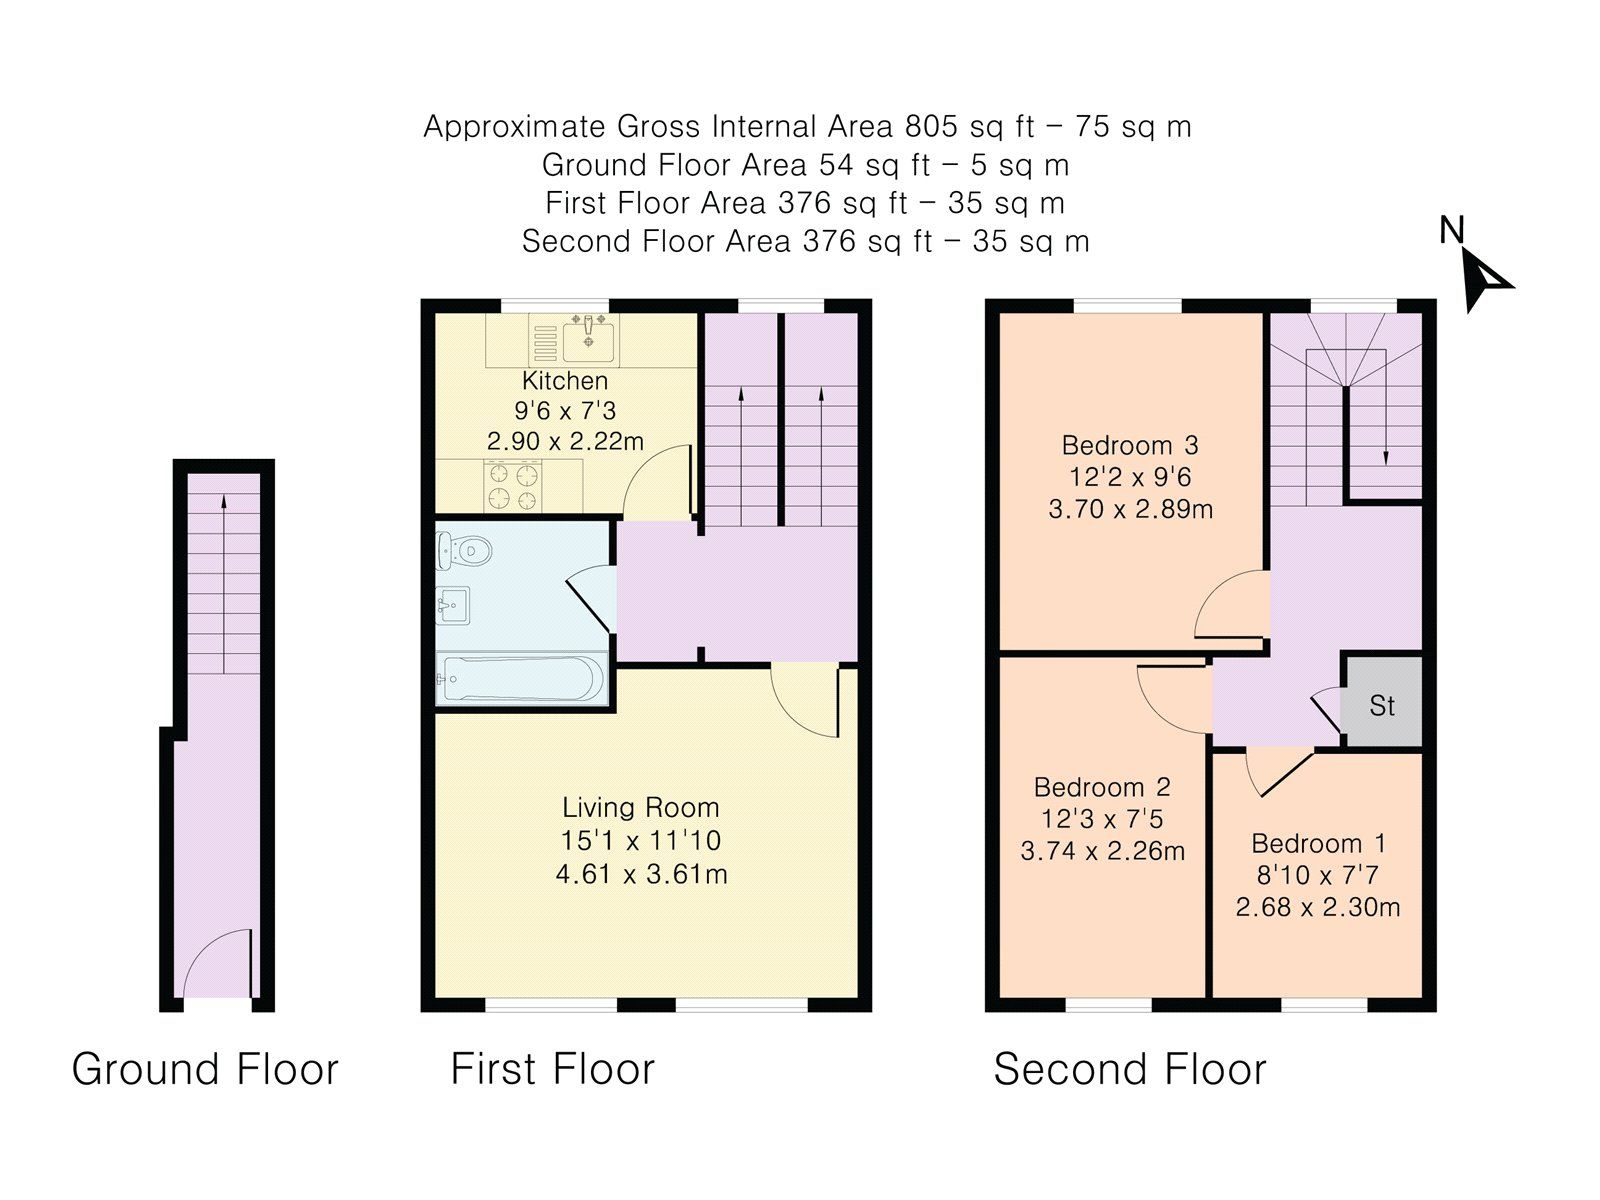 Approximate Gross Internal Area 805 sq ft – 75 sq m
Ground Floor Area 54 sq ft – 5 sq m
First Floor Area 376 sq ft – 35 sq m
Second Floor Area 376 sq ft – 35 sq m
N
Kitchen
9'6 x 7'3
2.90 x 2.22m
Living Room
15'1 x 11'10
4.61 x 3.61m
Bedroom 3
12'2 x 9'6
3.70 x 2.89m
St
Bedroom 2
12'3 x 7'5
3.74 x 2.26m
Bedroom 1
8'10 x 7'7
2.68 x 2.30m
Ground Floor
First Floor
Second Floor